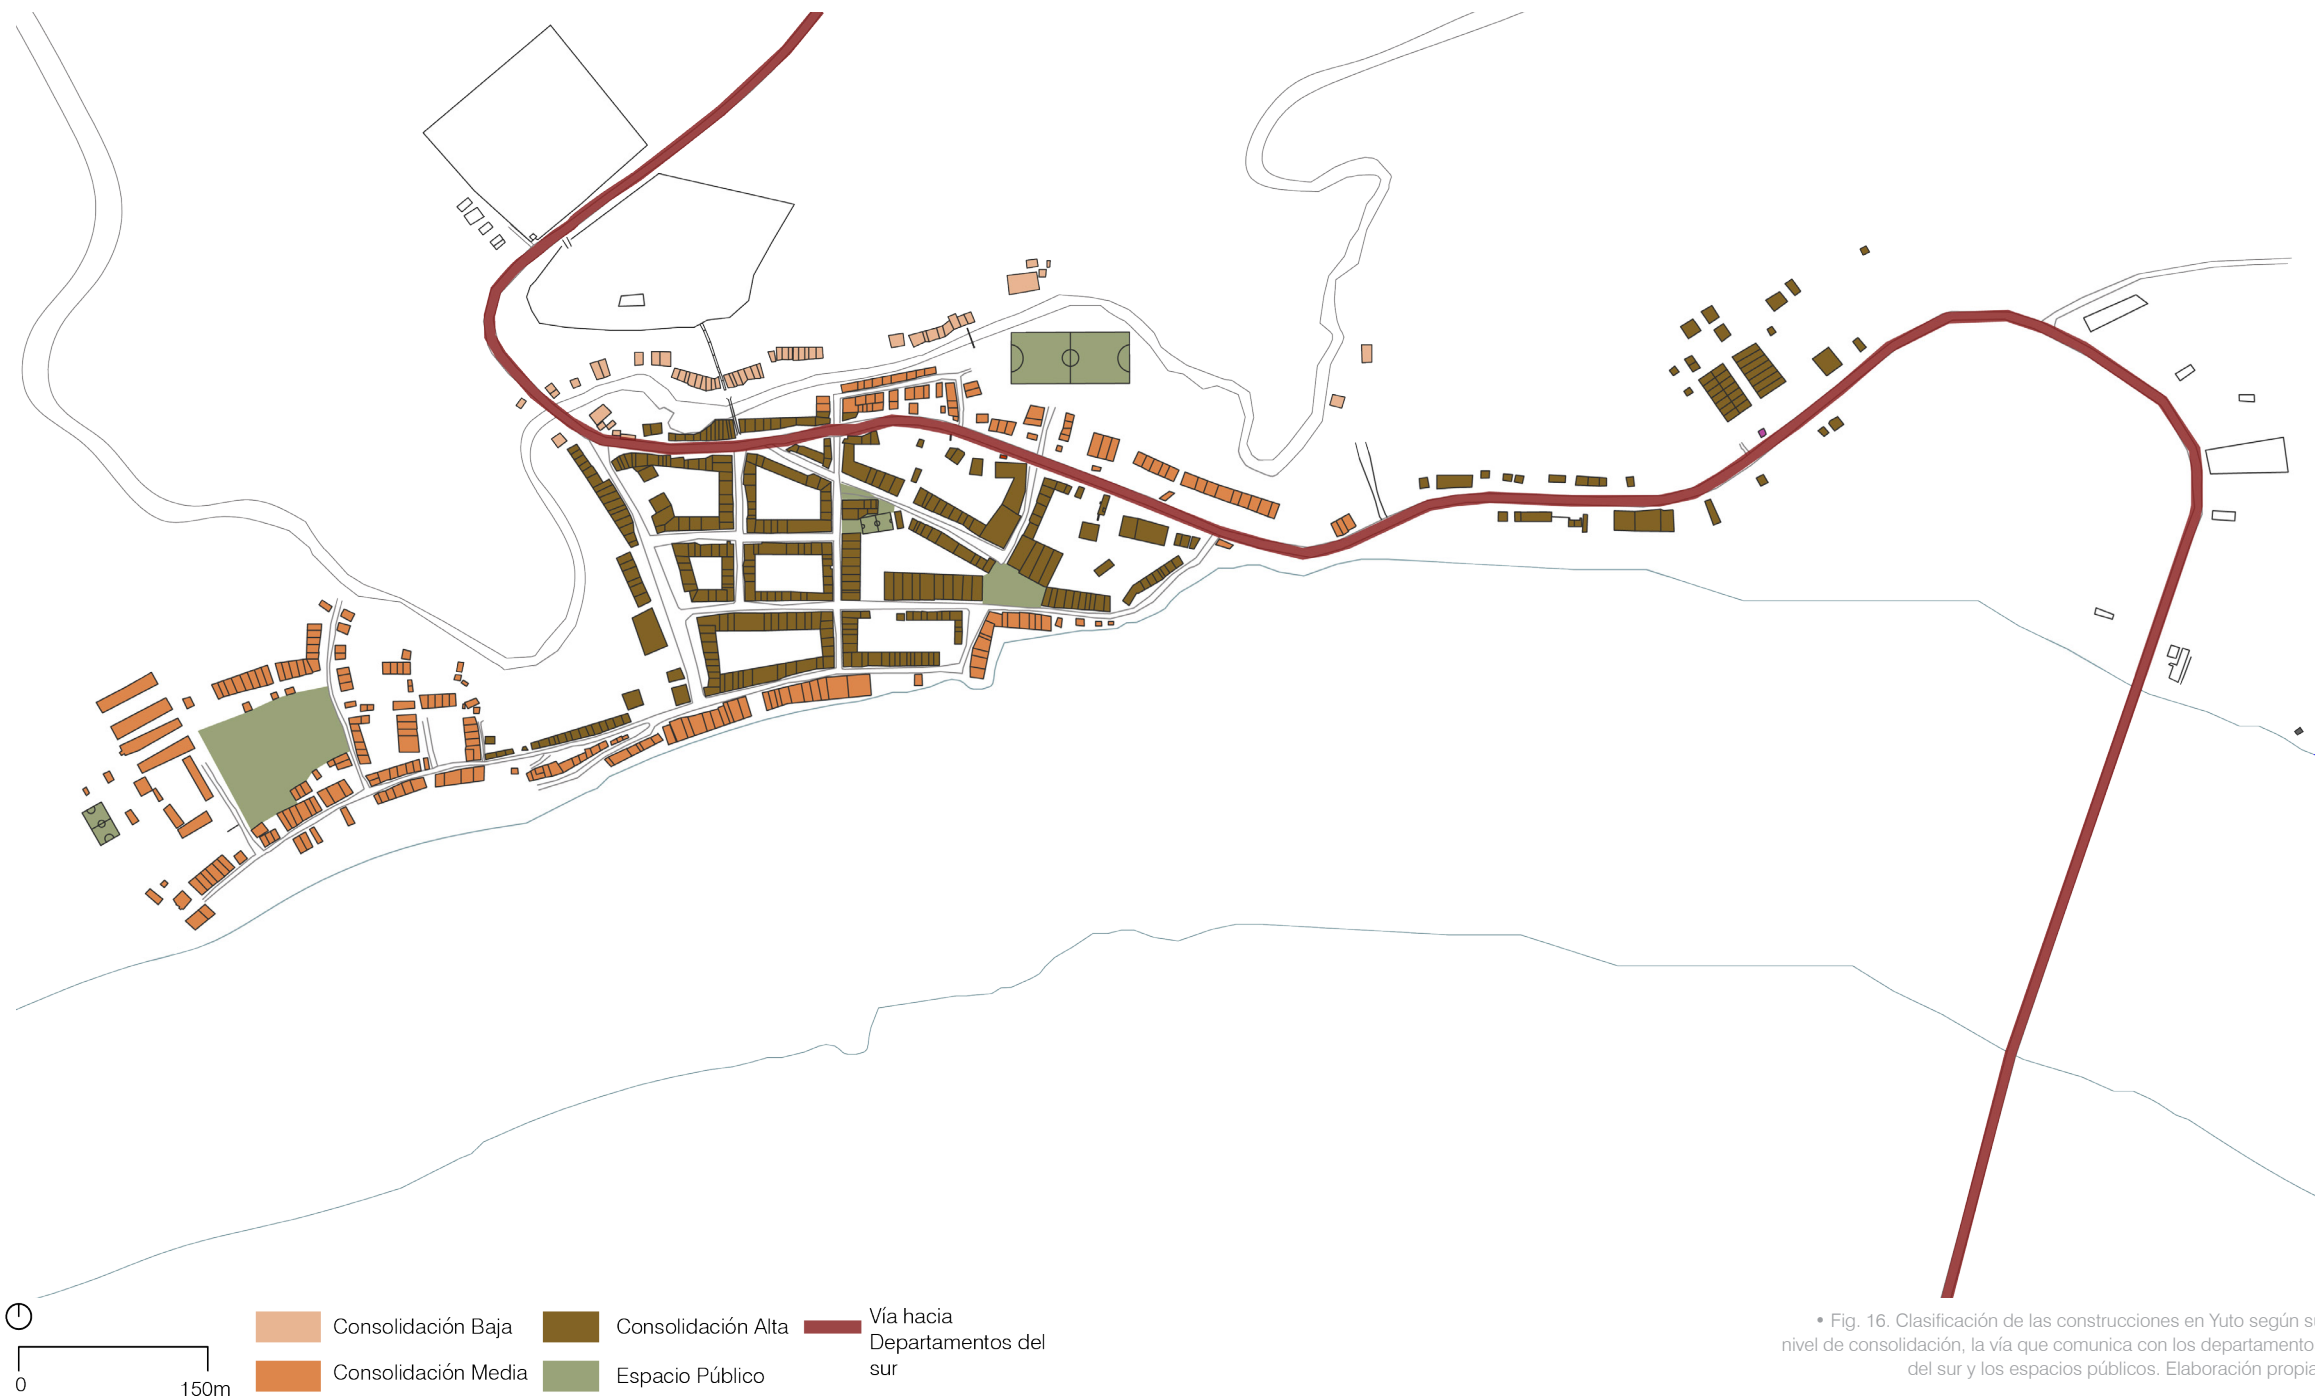 0
150m
Consolidación Baja
Consolidación Media
Consolidación Alta
Espacio Público
Vía hacia
Departamentos del
sur
• Fig. 16. Clasificación de las construcciones en Yuto según su
nivel de consolidación, la vía que comunica con los departamento
del sur y los espacios públicos. Elaboración propia